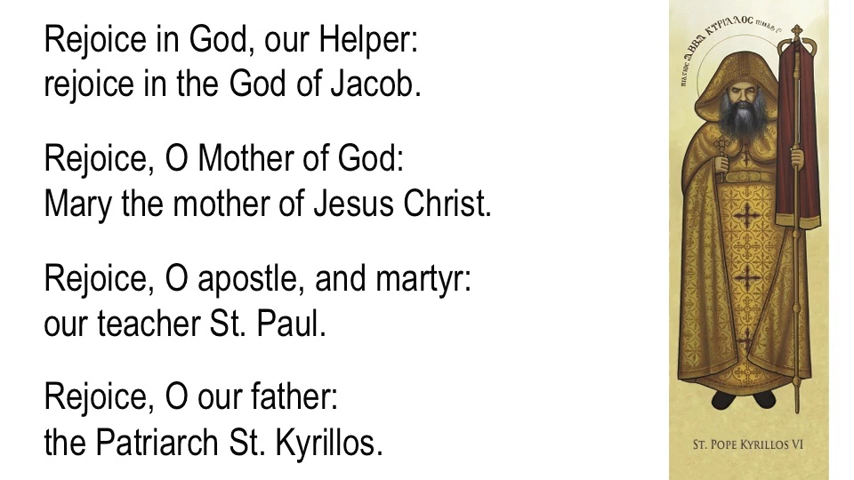 Rejoice in God, our Helper:
rejoice in the God of Jacob.
Rejoice, O Mother of God:
Mary the mother of Jesus Christ.
Rejoice, O apostle, and martyr:
our teacher St. Paul.
Rejoice, O our father:
the Patriarch St. Kyrillos.
ⲀⲂⲂⲀ ⲔⲨⲢⲒⲖⲖⲞⲤ
ST. POPE KYRILLOS VI